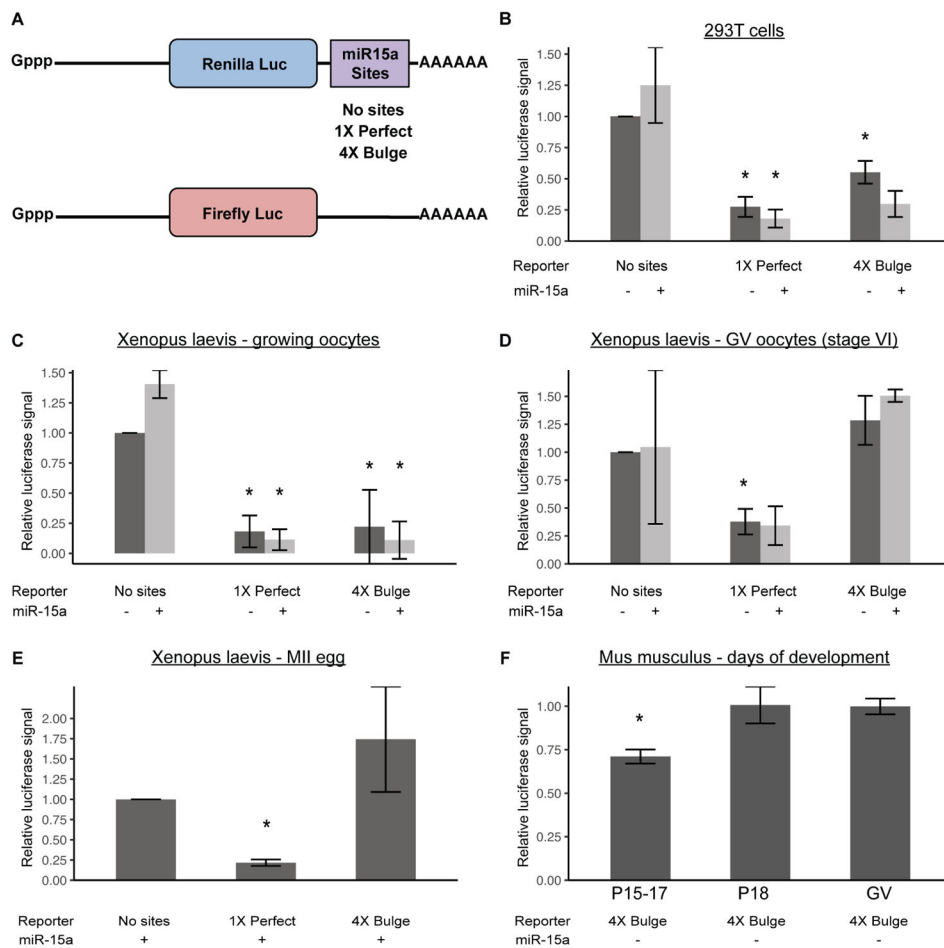 A
Gppp Renilla Luc miR15a Sites AAAAAA
No sites
1X Perfect
4X Bulge
Gppp Firefly Luc AAAAAA
B
293T cells
Relative luciferase signal
1.50
1.25
1.00
0.75
0.50
0.25
0.00
* * *
Reporter No sites 1X Perfect 4X Bulge
miR-15a - + - + - +
C
Xenopus laevis - growing oocytes
Relative luciferase signal
1.50
1.25
1.00
0.75
0.50
0.25
0.00
* * * *
Reporter No sites 1X Perfect 4X Bulge
miR-15a - + - + - +
D
Xenopus laevis - GV oocytes (stage VI)
Relative luciferase signal
1.50
1.25
1.00
0.75
0.50
0.25
0.00
*
Reporter No sites 1X Perfect 4X Bulge
miR-15a - + - + - +
E
Xenopus laevis - MII egg
Relative luciferase signal
2.00
1.75
1.50
1.25
1.00
0.75
0.50
0.25
0.00
*
Reporter No sites 1X Perfect 4X Bulge
miR-15a + + +
F
Mus musculus - days of development
Relative luciferase signal
1.00
0.75
0.50
0.25
0.00
*
P15-17 P18 GV
Reporter 4X Bulge 4X Bulge 4X Bulge
miR-15a - - -